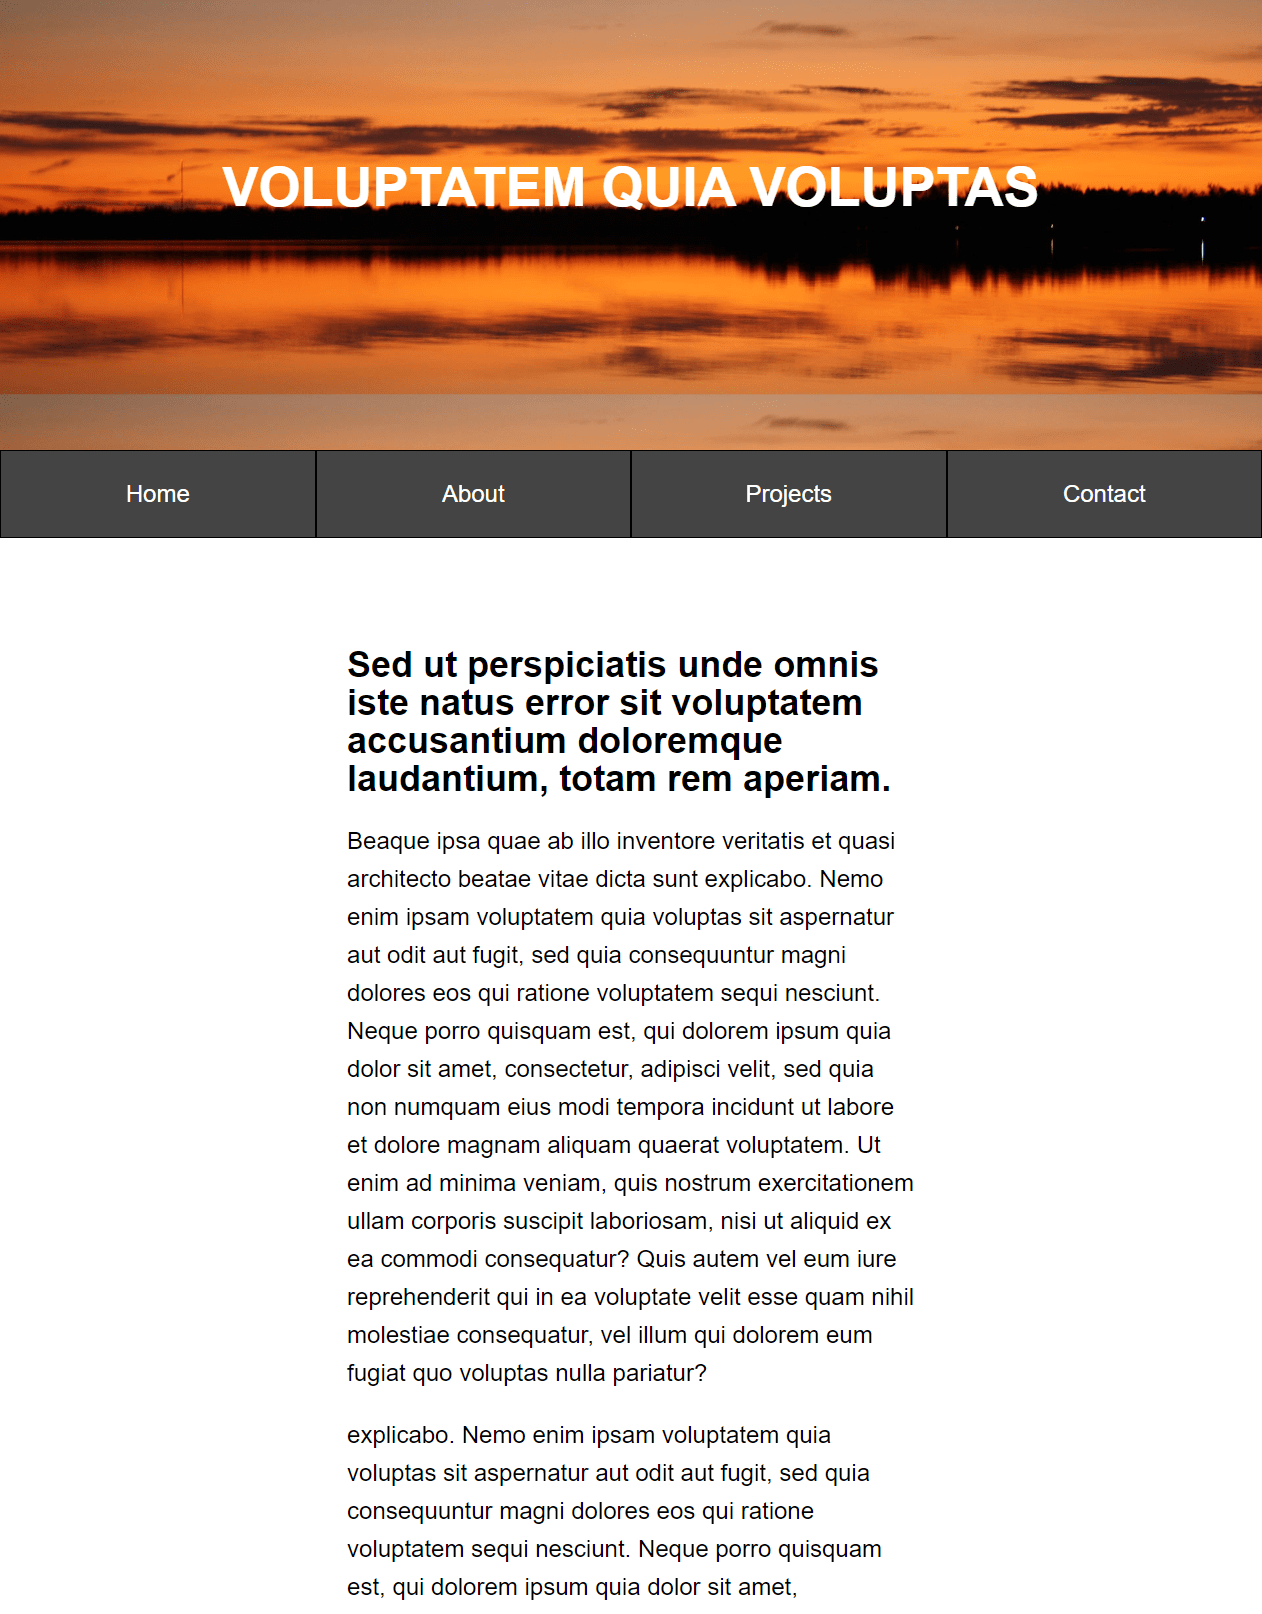 VOLUPTATEM QUIA VOLUPTAS
Home
About
Projects
Contact
Sed ut perspiciatis unde omnis
iste natus error sit voluptatem
accusantium doloremque
laudantium, totam rem aperiam.
Beaque ipsa quae ab illo inventore veritatis et quasi
architecto beatae vitae dicta sunt explicabo. Nemo
enim ipsam voluptatem quia voluptas sit aspernatur
aut odit aut fugit, sed quia consequuntur magni
dolores eos qui ratione voluptatem sequi nesciunt.
Neque porro quisquam est, qui dolorem ipsum quia
dolor sit amet, consectetur, adipisci velit, sed quia
non numquam eius modi tempora incidunt ut labore
et dolore magnam aliquam quaerat voluptatem. Ut
enim ad minima veniam, quis nostrum exercitationem
ullam corporis suscipit laboriosam, nisi ut aliquid ex
ea commodi consequatur? Quis autem vel eum iure
reprehenderit qui in ea voluptate velit esse quam nihil
molestiae consequatur, vel illum qui dolorem eum
fugiat quo voluptas nulla pariatur?
explicabo. Nemo enim ipsam voluptatem quia
voluptas sit aspernatur aut odit aut fugit, sed quia
consequuntur magni dolores eos qui ratione
voluptatem sequi nesciunt. Neque porro quisquam
est, qui dolorem ipsum quia dolor sit amet,